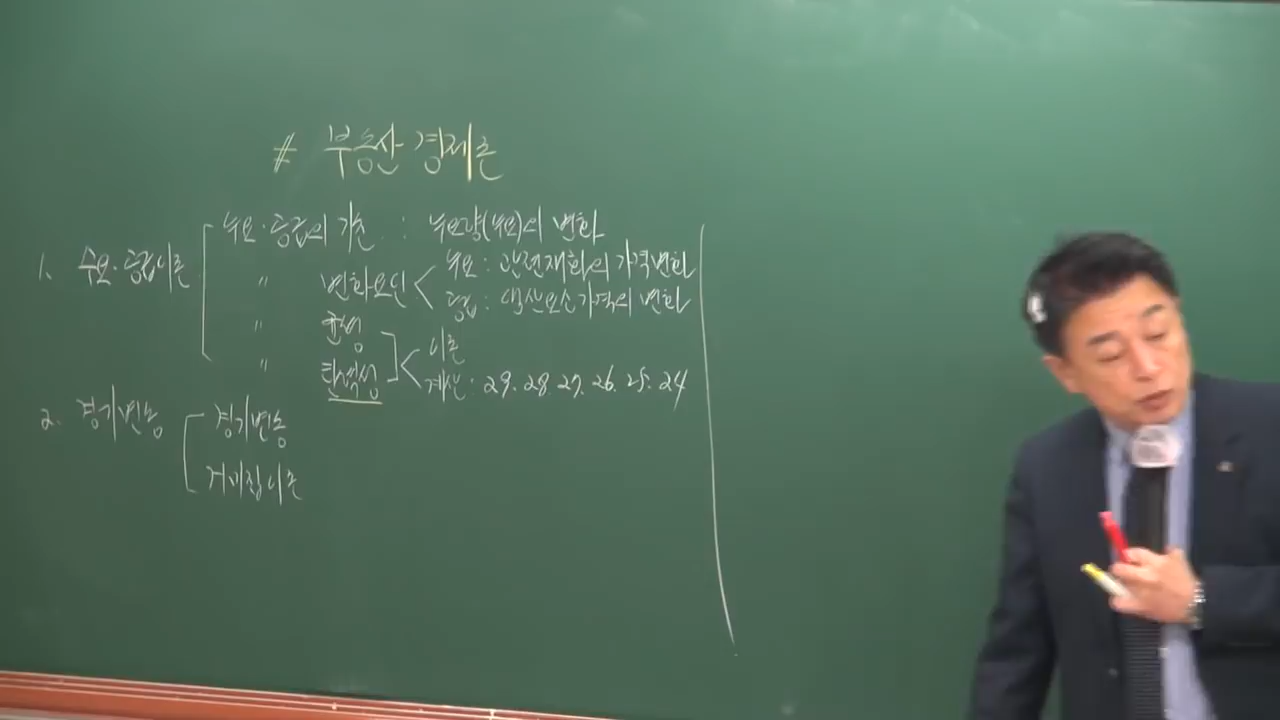 # 부동산 경제론
1. 수요·공급이론
수요·공급의 기초 : 수요량(수요)의 변화
〃 변화요인 < 수요 : 관련재화의 가격변화
공급 : 생산요소가격의 변화
〃 균형
〃 탄력성
이론
계산 : 29. 28. 27. 26. 25. 24
2. 경기변동
경기변동
거미집이론